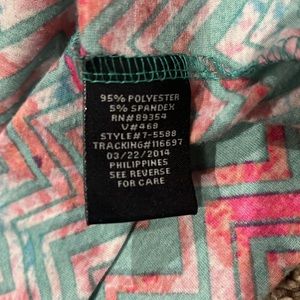 95% POLYESTER
5% SPANDEX
RN#89354
V#468
STYLE#7-5588
TRACKING#116697
03/22/2014
PHILIPPINES
SEE REVERSE
FOR CARE